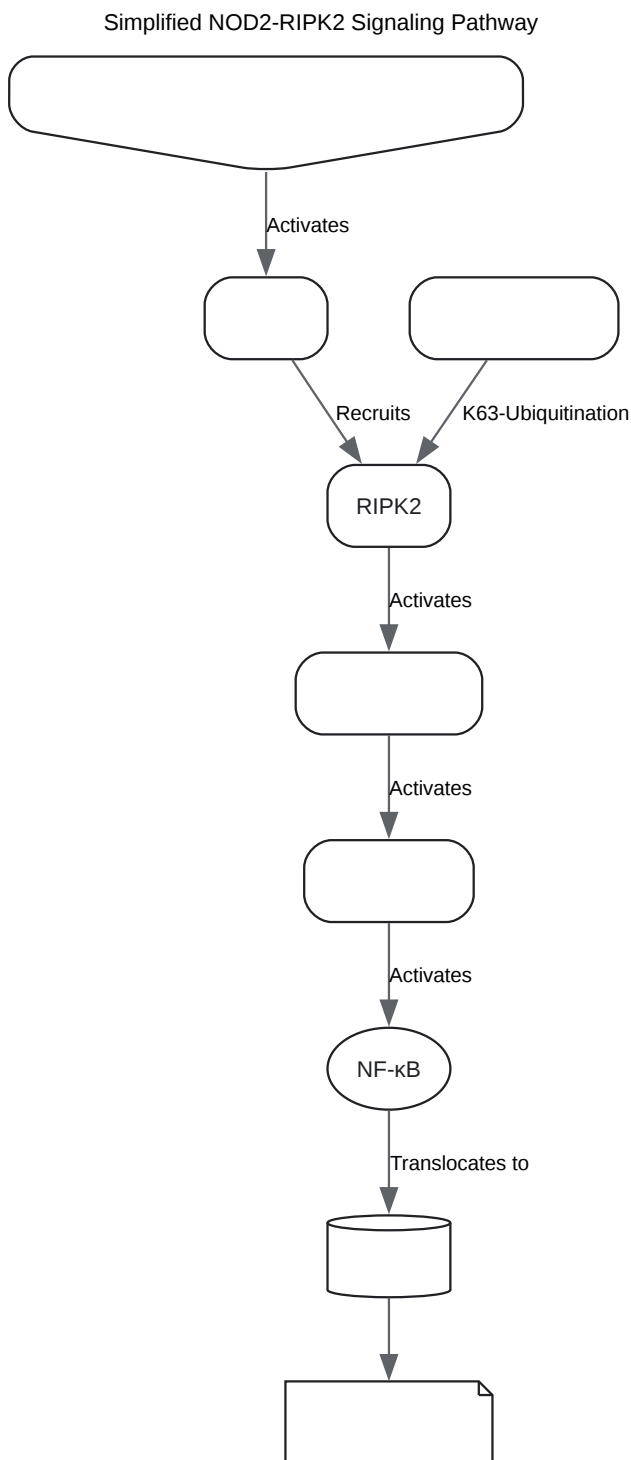 Simplified NOD2-RIPK2 Signaling Pathway
Activates
Recruits
K63-Ubiquitination
RIPK2
Activates
Activates
Activates
NF-κB
Translocates to